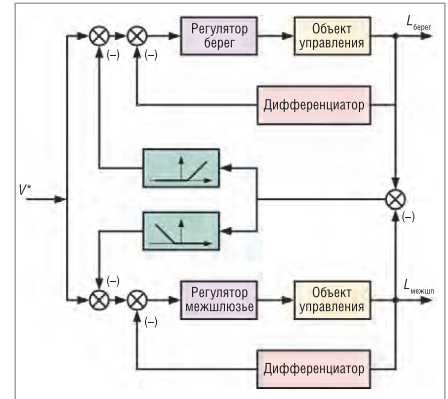 Регулятор
берег
Объект
управления
L берег
(–)
(–)
Дифференциатор
V*
(–)
(–)
Регулятор
межшлюзье
Объект
управления
L межшл
(–)
Дифференциатор